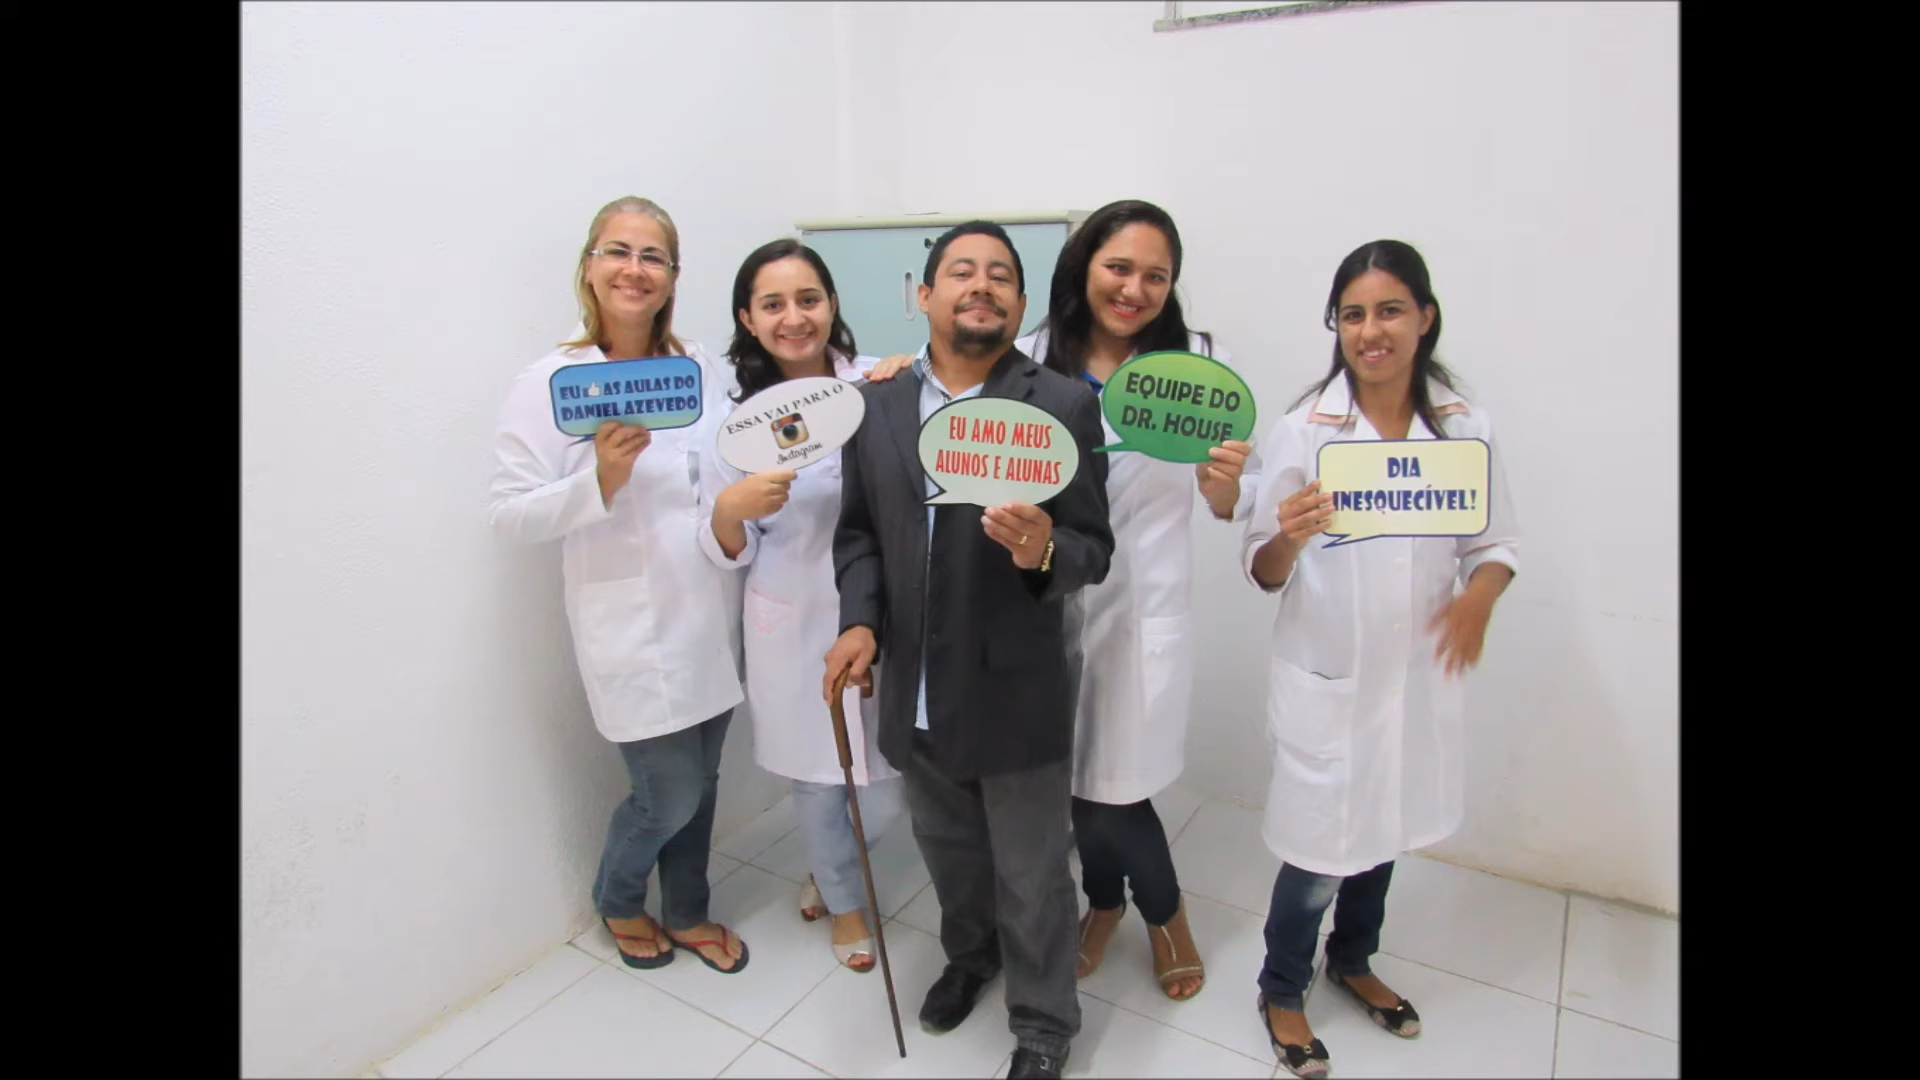 EU 👍 AS AULAS DO
DANIEL AZEVEDO
ESSA VAI PARA O
Instagram
EU AMO MEUS
ALUNOS E ALUNAS
EQUIPE DO
DR. HOUSE
DIA
INESQUECÍVEL!